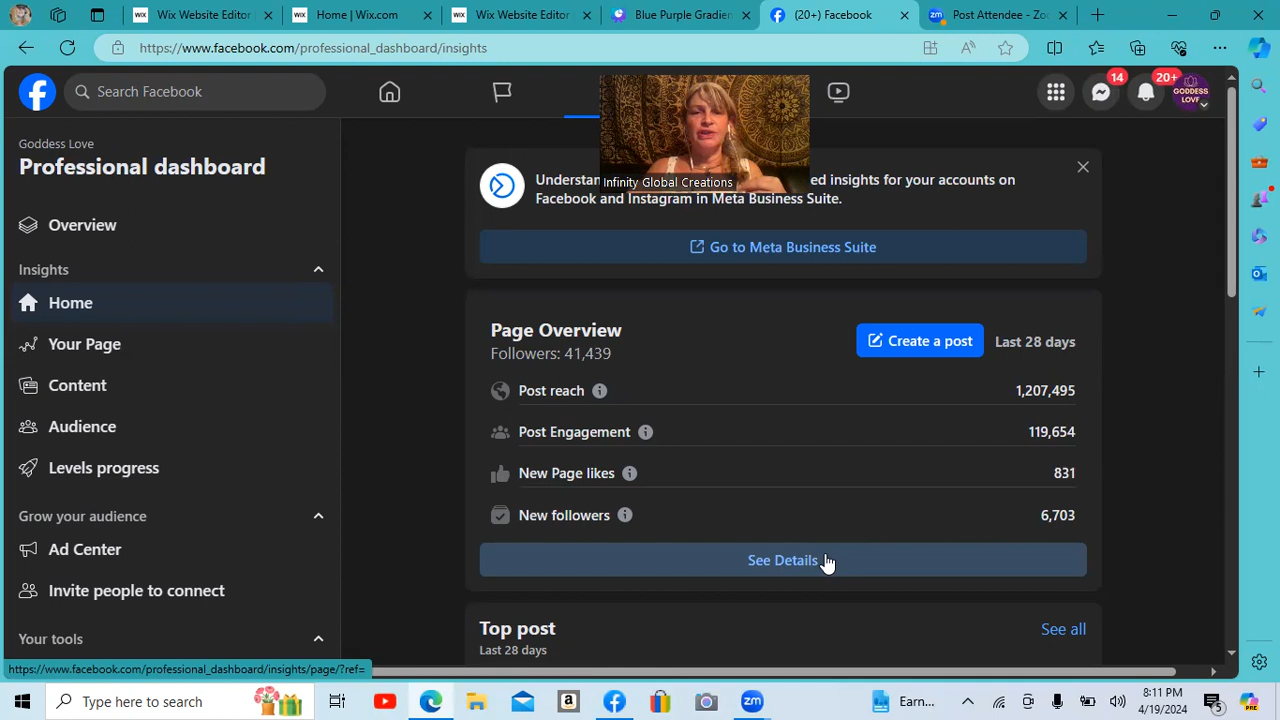 Wix Website Editor
Home | Wix.com
Wix Website Editor
Blue Purple Gradien
(20+) Facebook
Post Attendee - Zoo
https://www.facebook.com/professional_dashboard/insights
Search Facebook
14
20+
GODDESS
LOVE
Goddess Love
Professional dashboard
Overview
Insights
Home
Your Page
Content
Audience
Levels progress
Grow your audience
Ad Center
Invite people to connect
Your tools
https://www.facebook.com/professional_dashboard/insights/page/?ref=
Infinity Global Creations
ed insights for your accounts on
Facebook and Instagram in Meta Business Suite.
Go to Meta Business Suite
Page Overview
Followers: 41,439
Create a post
Last 28 days
Post reach
1,207,495
Post Engagement
119,654
New Page likes
831
New followers
6,703
See Details
Top post
See all
Last 28 days
Type here to search
Earn...
8:11 PM
4/19/2024
5